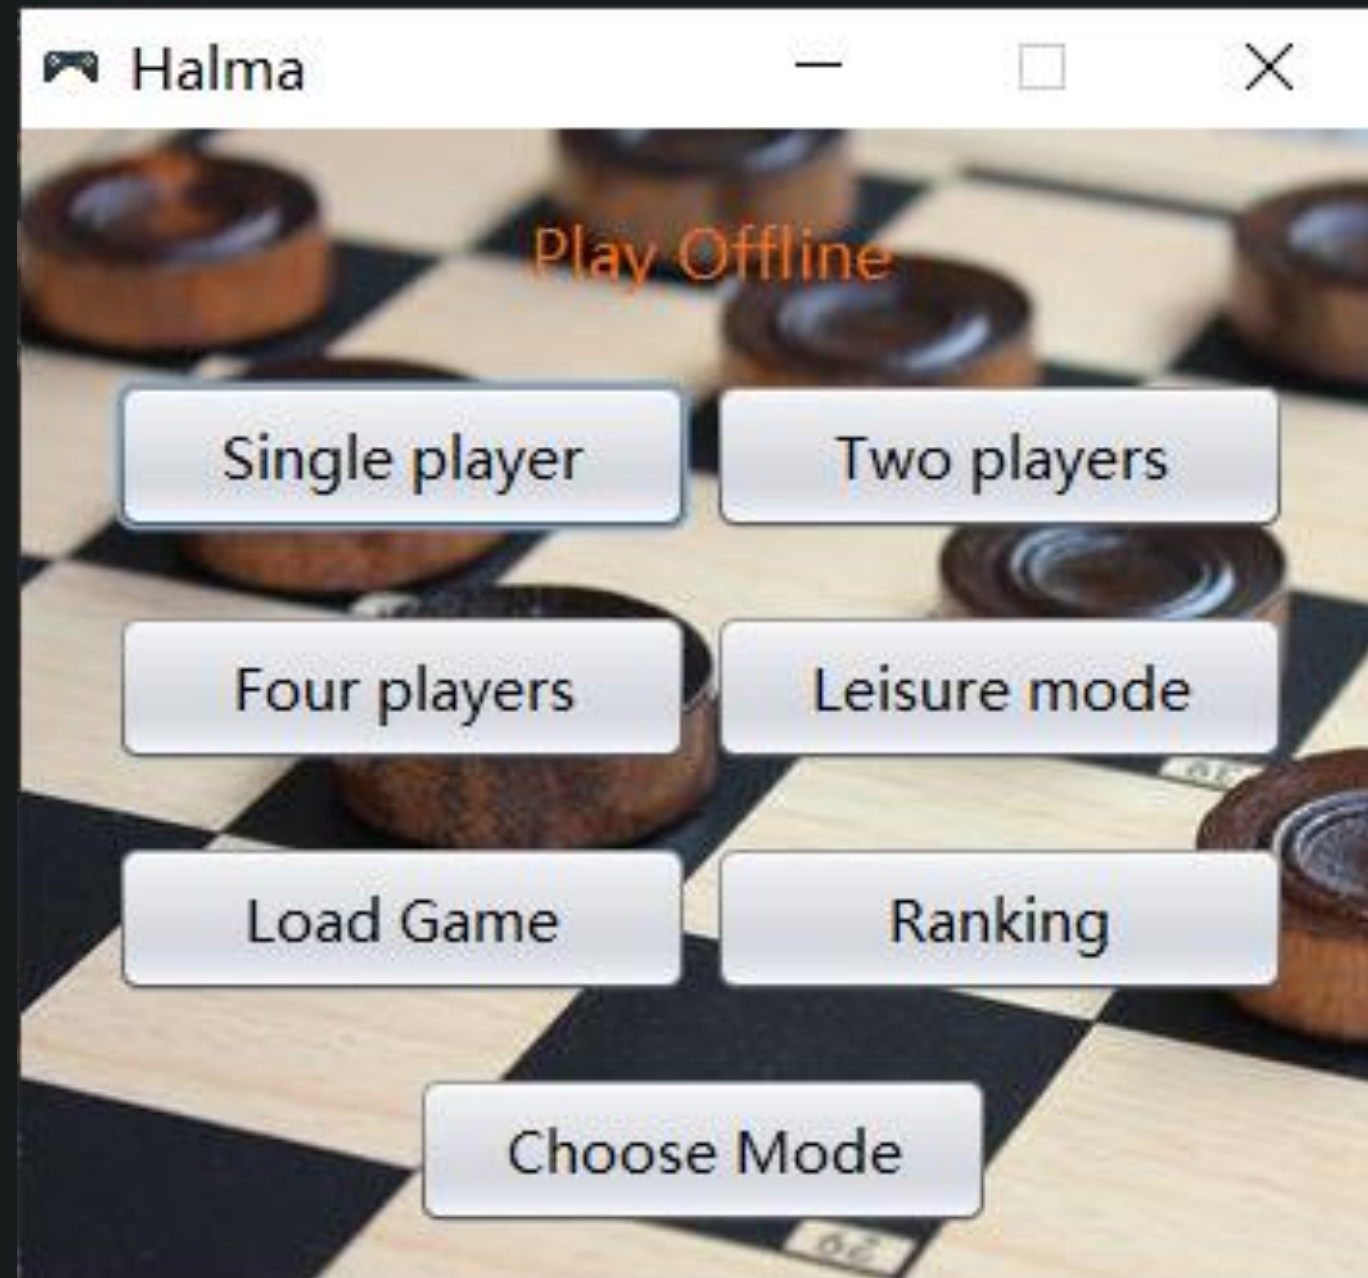 Halma
Play Offline
Single player
Two players
Four players
Leisure mode
Load Game
Ranking
Choose Mode